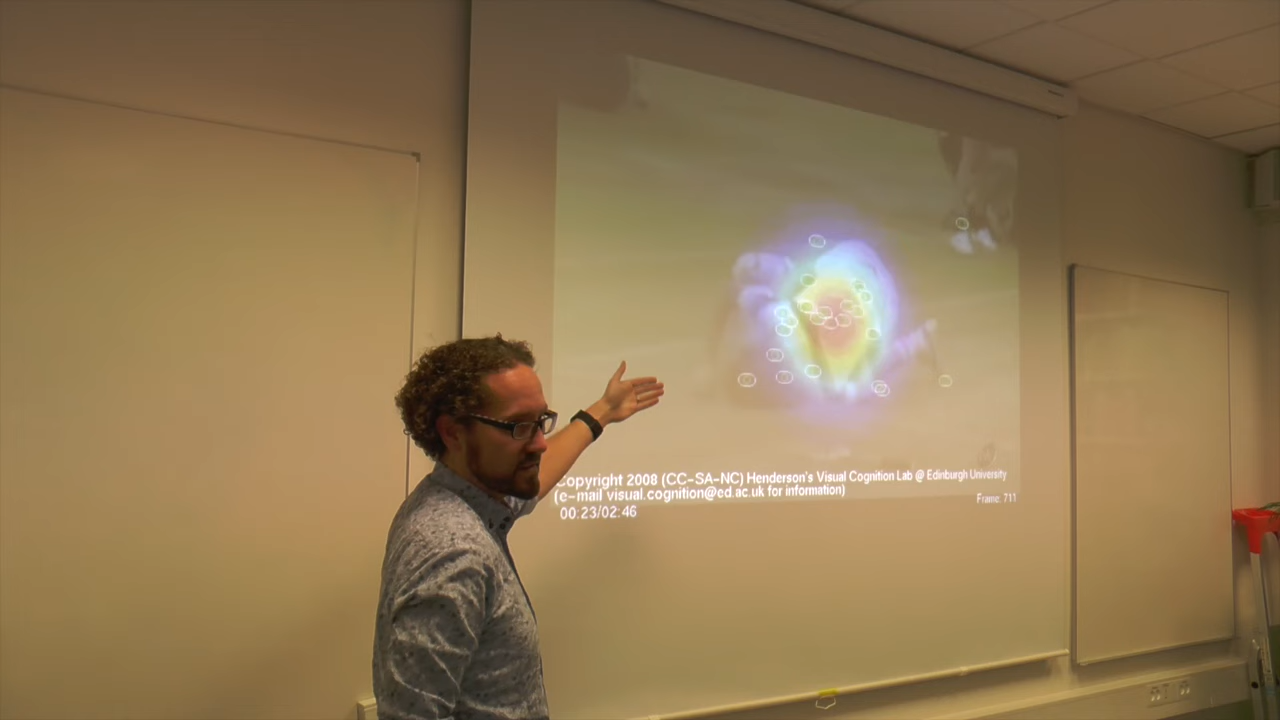 Copyright 2008 (CC-SA-NC) Henderson's Visual Cognition Lab @ Edinburgh University
(e-mail visual.cognition@ed.ac.uk for information)
Frame: 711
00:23/02:46